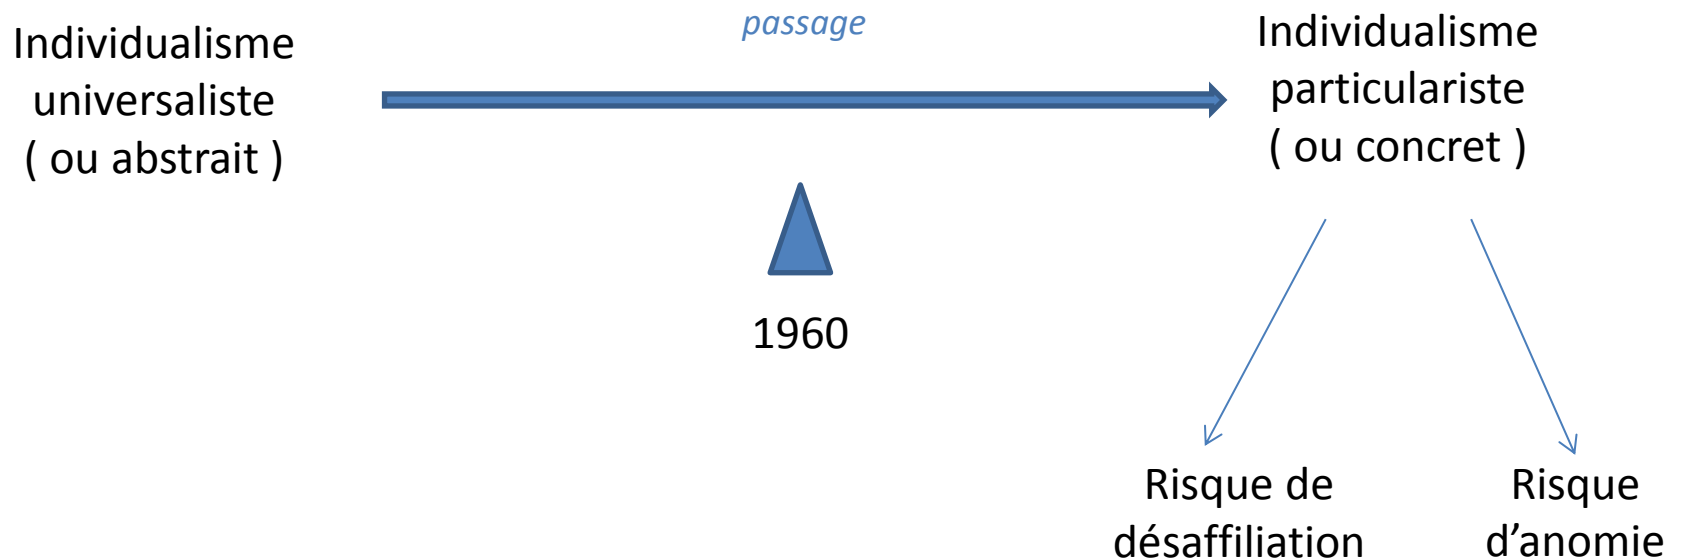 Individualisme
universaliste
( ou abstrait )
passage
Individualisme
particulariste
( ou concret )
1960
Risque de
désaffiliation
Risque
d’anomie